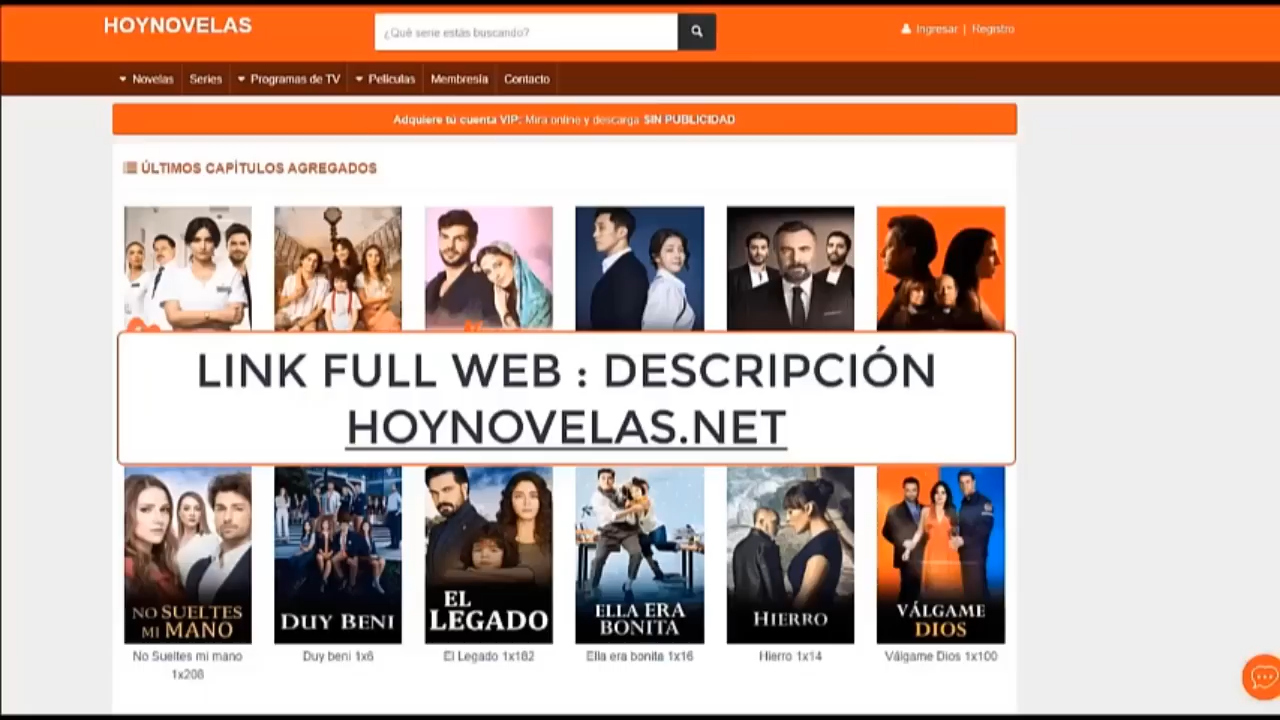 HOYNOVELAS
¿Qué serie estás buscando?
Ingresar | Registro
Novelas
Series
Programas de TV
Películas
Membresía
Contacto
Adquiere tú cuenta VIP: Mira online y descarga SIN PUBLICIDAD
ÚLTIMOS CAPÍTULOS AGREGADOS
LINK FULL WEB : DESCRIPCIÓN
HOYNOVELAS.NET
NO SUELTES
MI MANO
DUY BENI
EL
LEGADO
ELLA ERA
BONITA
HIERRO
VÁLGAME
DIOS
No Sueltes mi mano
1x208
Duy beni 1x6
El Legado 1x182
Ella era bonita 1x16
Hierro 1x14
Válgame Dios 1x100